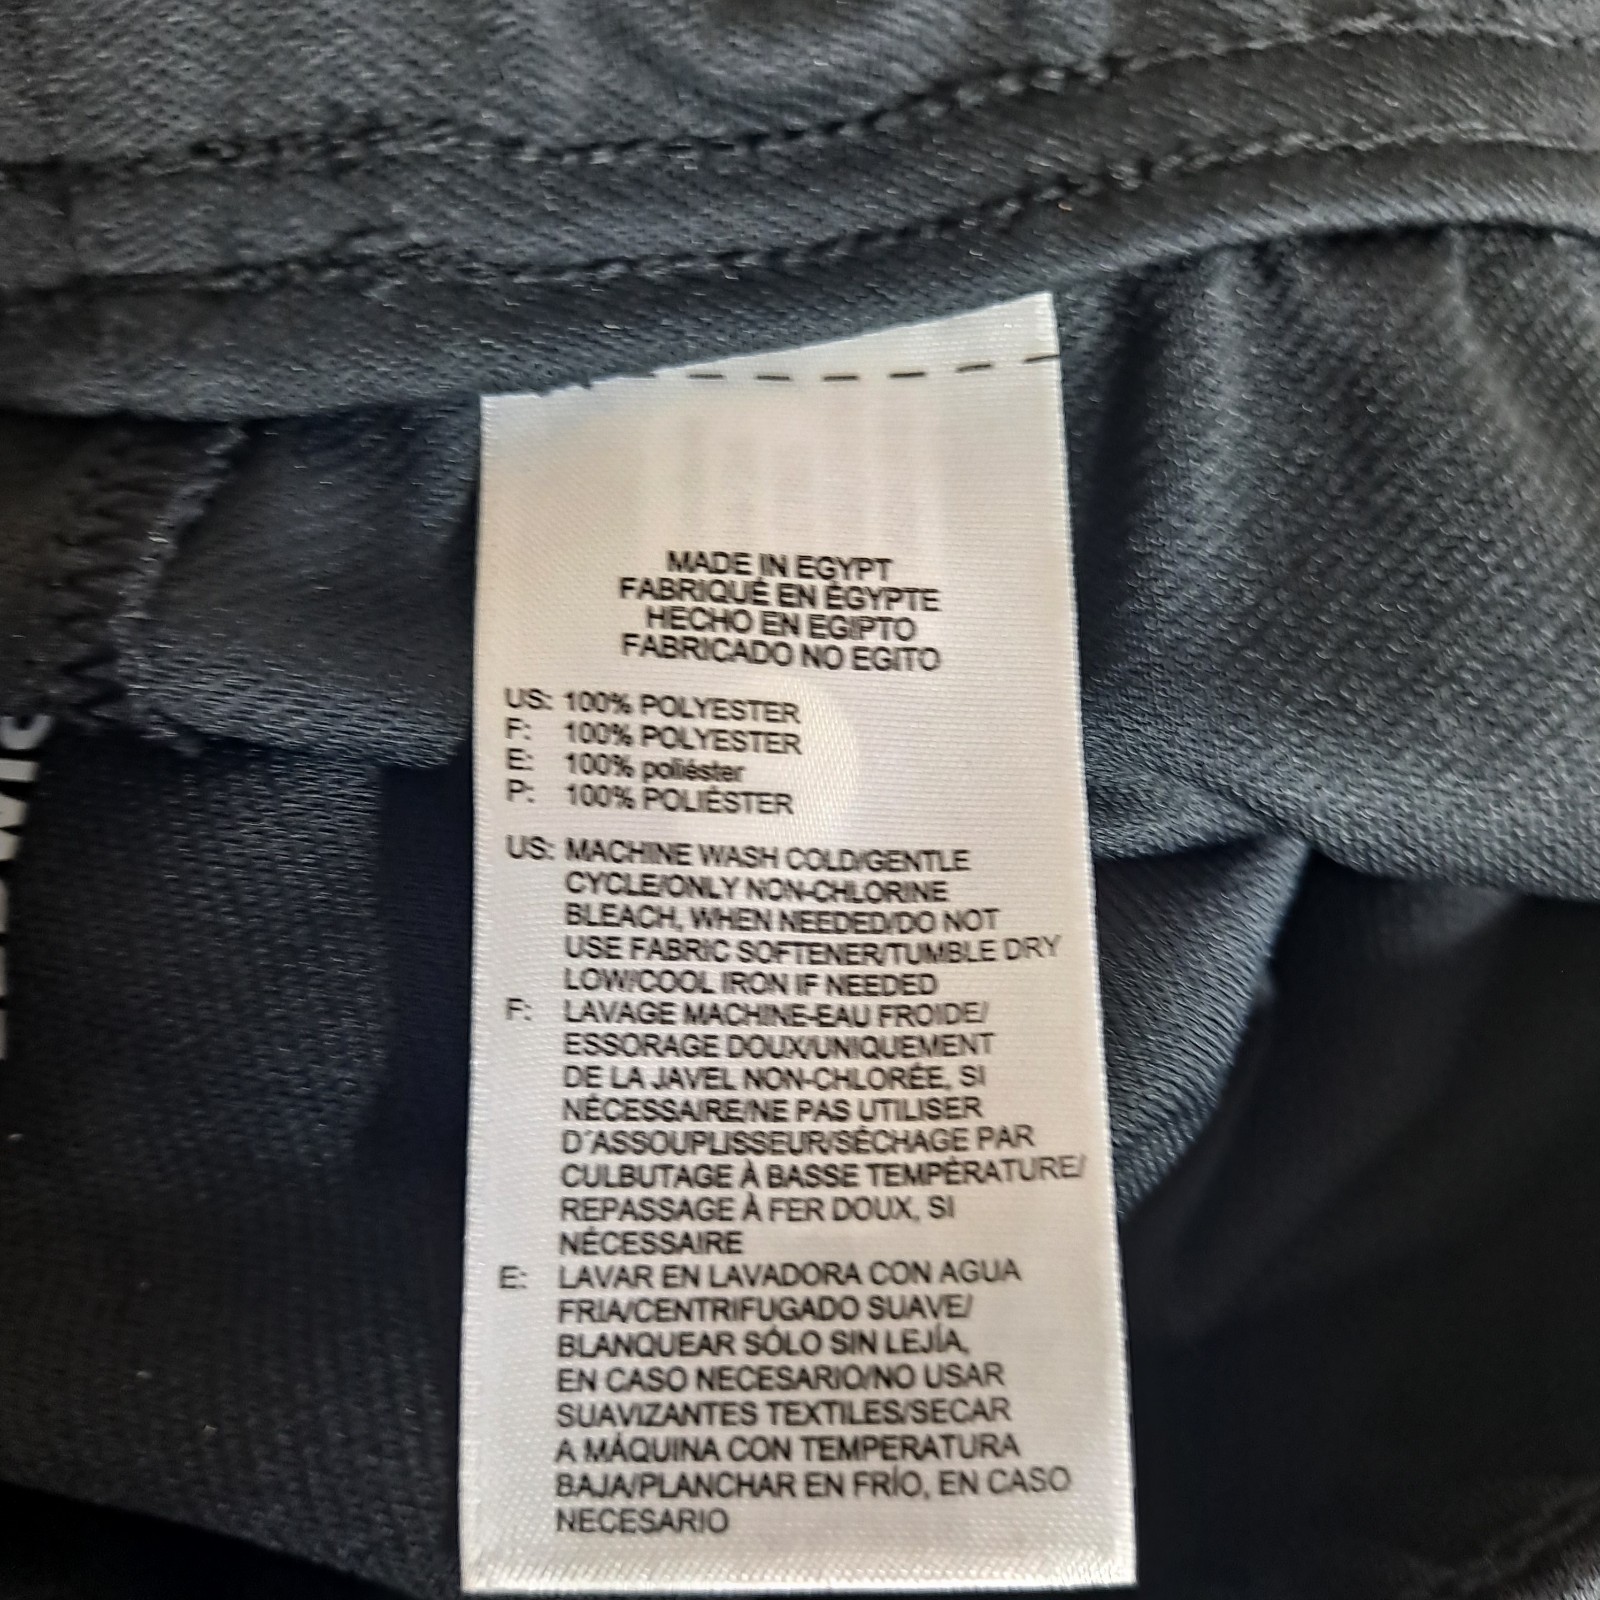 MADE IN EGYPT
FABRIQUÉ EN ÉGYPTE
HECHO EN EGIPTO
FABRICADO NO EGITO
US: 100% POLYESTER
F: 100% POLYESTER
E: 100% poliéster
P: 100% POLIÉSTER
US: MACHINE WASH COLD/GENTLE
CYCLE/ONLY NON-CHLORINE
BLEACH, WHEN NEEDED/DO NOT
USE FABRIC SOFTENER/TUMBLE DRY
LOW/COOL IRON IF NEEDED
F: LAVAGE MACHINE-EAU FROIDE/
ESSORAGE DOUX/UNIQUEMENT
DE LA JAVEL NON-CHLORÉE, SI
NÉCESSAIRE/NE PAS UTILISER
D´ASSOUPLISSEUR/SÉCHAGE PAR
CULBUTAGE À BASSE TEMPÉRATURE/
REPASSAGE À FER DOUX, SI
NÉCESSAIRE
E: LAVAR EN LAVADORA CON AGUA
FRIA/CENTRIFUGADO SUAVE/
BLANQUEAR SÓLO SIN LEJÍA,
EN CASO NECESARIO/NO USAR
SUAVIZANTES TEXTILES/SECAR
A MÁQUINA CON TEMPERATURA
BAJA/PLANCHAR EN FRÍO, EN CASO
NECESARIO